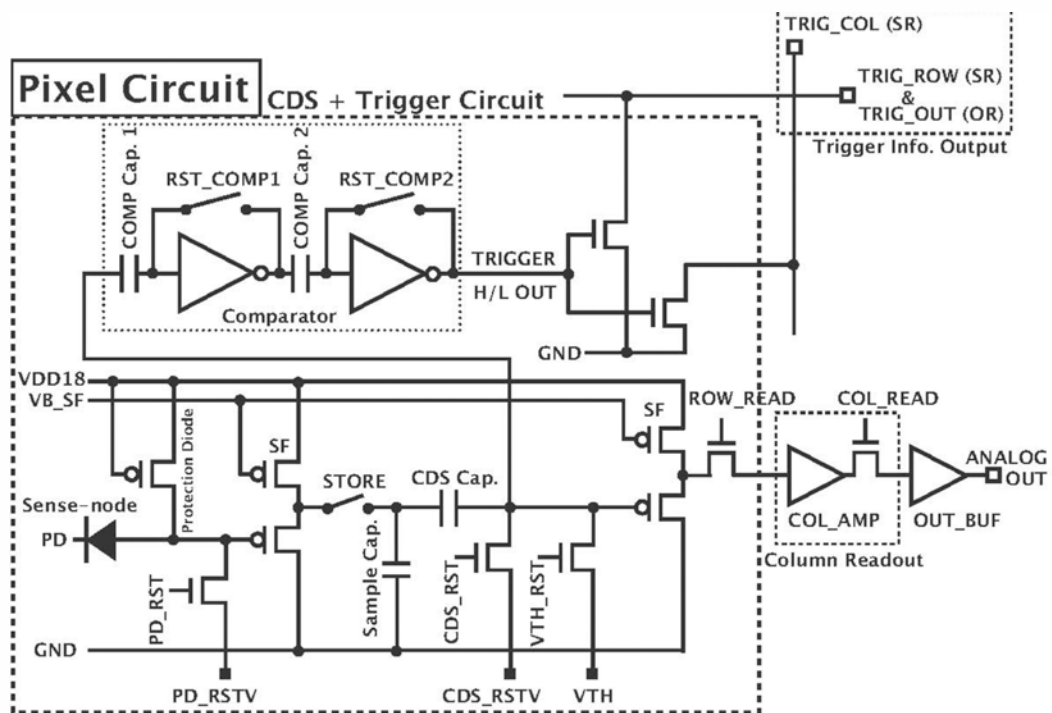 TRIG_COL (SR)
Pixel Circuit
CDS + Trigger Circuit
TRIG_ROW (SR)
&
TRIG_OUT (OR)
Trigger Info. Output
COMP Cap. 1
RST_COMP1
COMP Cap. 2
RST_COMP2
TRIGGER
H/L OUT
Comparator
GND
VDD18
VB_SF
Protection Diode
SF
STORE
CDS Cap.
SF
ROW_READ
COL_READ
Sense-node
PD
ANALOG
OUT
COL_AMP
OUT_BUF
Column Readout
PD_RST
Sample Cap.
CDS_RST
VTH_RST
GND
PD_RSTV
CDS_RSTV
VTH